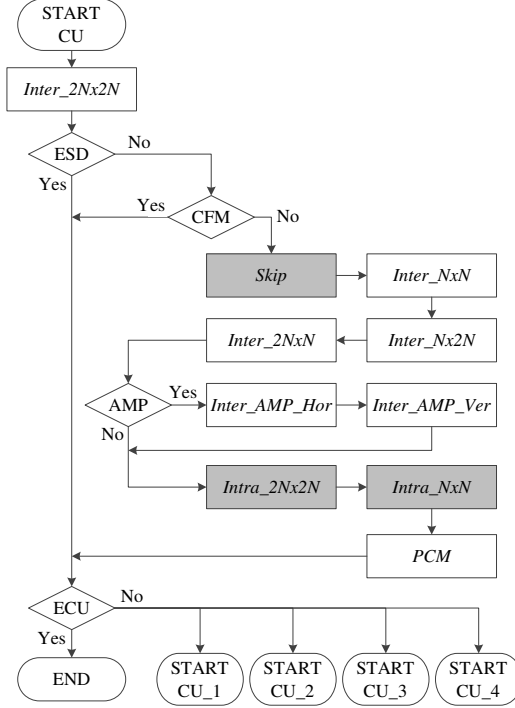 START
CU
Inter_2Nx2N
ESD
No
Yes
CFM
Yes
No
Skip
Inter_NxN
Inter_2NxN
Inter_Nx2N
AMP
Yes
No
Inter_AMP_Hor
Inter_AMP_Ver
Intra_2Nx2N
Intra_NxN
PCM
ECU
No
Yes
END
START
CU_1
START
CU_2
START
CU_3
START
CU_4